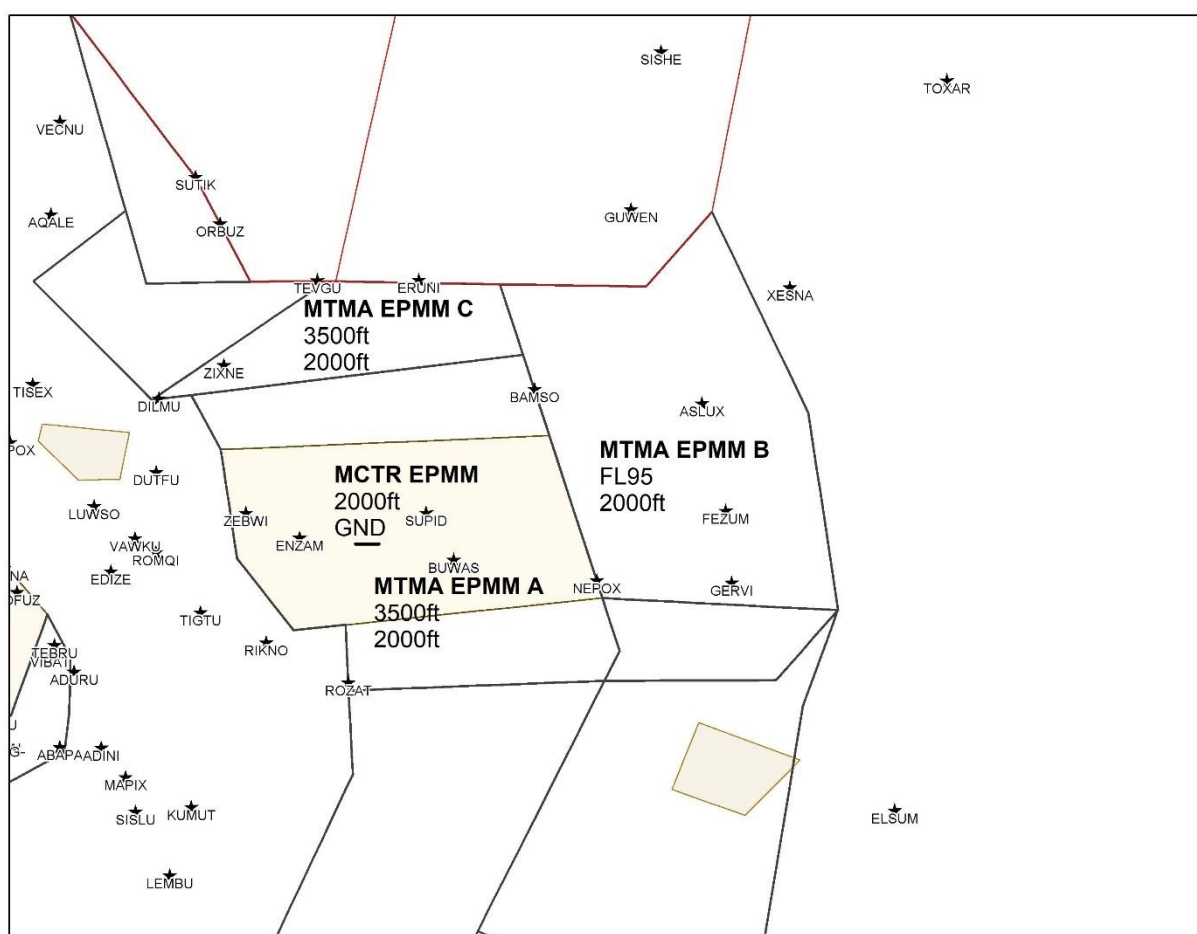 SISHE
TOXAR
VECNU
SUTIK
AQALE
GUWEN
ORBUZ
TEVGU
ERUNI
XESNA
MTMA EPMM C
3500ft
2000ft
ZIXNE
TISEX
DILMU
BAMSO
ASLUX
POX
MTMA EPMM B
FL95
2000ft
DUTFU
MCTR EPMM
2000ft
GND
LUWSO
ZEBWI
SUPID
FEZUM
VAWKU
ENZAM
ROMQI
BUWAS
EDIZE
NA
MTMA EPMM A
3500ft
2000ft
NEPOX
GERVI
OFUZ
TIGTU
RIKNO
TEBRU
VIBAT
ADURU
ROZAT
U
G-
ABAPA
ADINI
MAPIX
SISLU
KUMUT
ELSUM
LEMBU